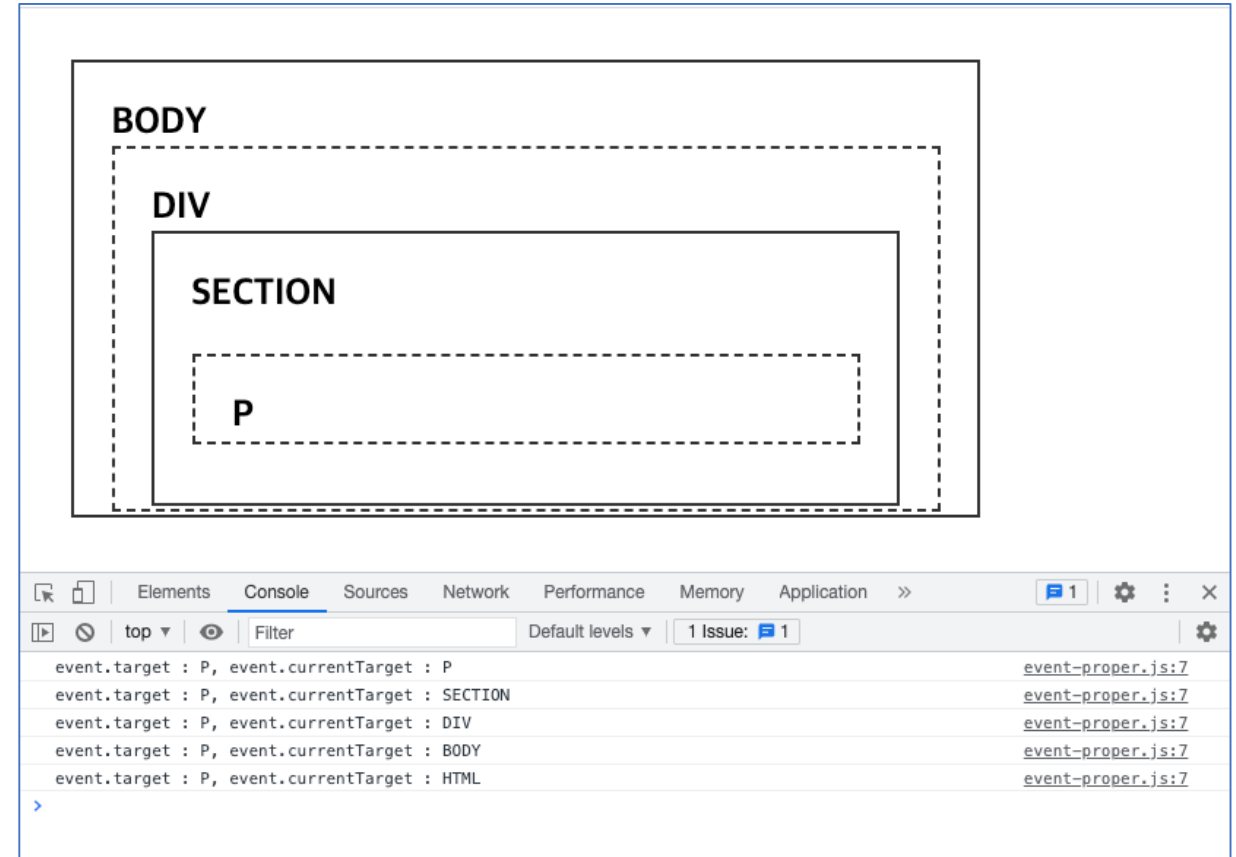 BODY
DIV
SECTION
P
Elements Console Sources Network Performance Memory Application » 1
top ▼ Filter Default levels ▼ 1 Issue: 1
event.target : P, event.currentTarget : P event-proper.js:7
event.target : P, event.currentTarget : SECTION event-proper.js:7
event.target : P, event.currentTarget : DIV event-proper.js:7
event.target : P, event.currentTarget : BODY event-proper.js:7
event.target : P, event.currentTarget : HTML event-proper.js:7
>